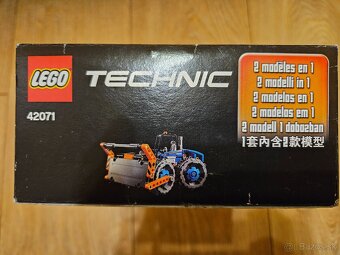 LEGO
TECHNIC
42071
2 modèles en 1
2 modelli in 1
2 modelos en 1
2 modelos em 1
2 modell 1 dobozban
1套內含2款模型